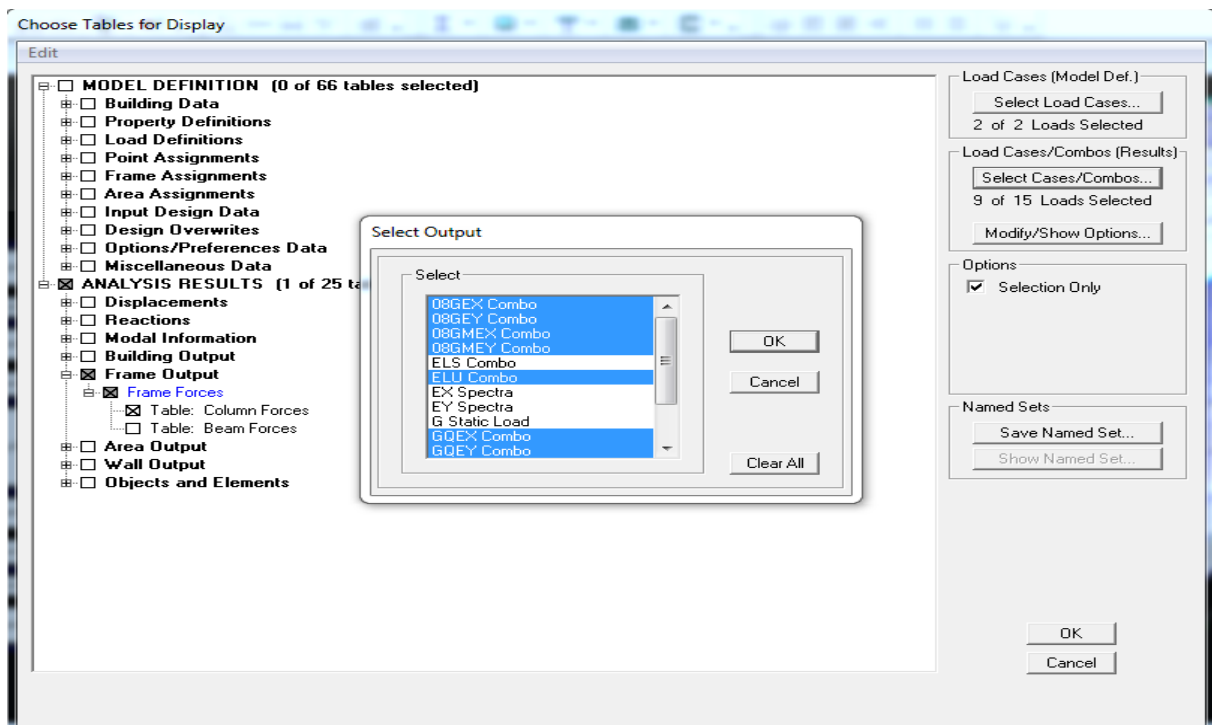 Choose Tables for Display
Edit
MODEL DEFINITION (0 of 66 tables selected)
Building Data
Property Definitions
Load Definitions
Point Assignments
Frame Assignments
Area Assignments
Input Design Data
Design Overwrites
Options/Preferences Data
Miscellaneous Data
ANALYSIS RESULTS (1 of 25 ta
Displacements
Reactions
Modal Information
Building Output
Frame Output
Frame Forces
Table: Column Forces
Table: Beam Forces
Area Output
Wall Output
Objects and Elements
Select Output
Select
08GEX Combo
08GEY Combo
08GMEX Combo
08GMEY Combo
ELS Combo
ELU Combo
EX Spectra
EY Spectra
G Static Load
GQEX Combo
GQEY Combo
OK
Cancel
Clear All
Load Cases (Model Def.)
Select Load Cases...
2 of 2 Loads Selected
Load Cases/Combos (Results)
Select Cases/Combos...
9 of 15 Loads Selected
Modify/Show Options...
Options
Selection Only
Named Sets
Save Named Set...
Show Named Set...
OK
Cancel